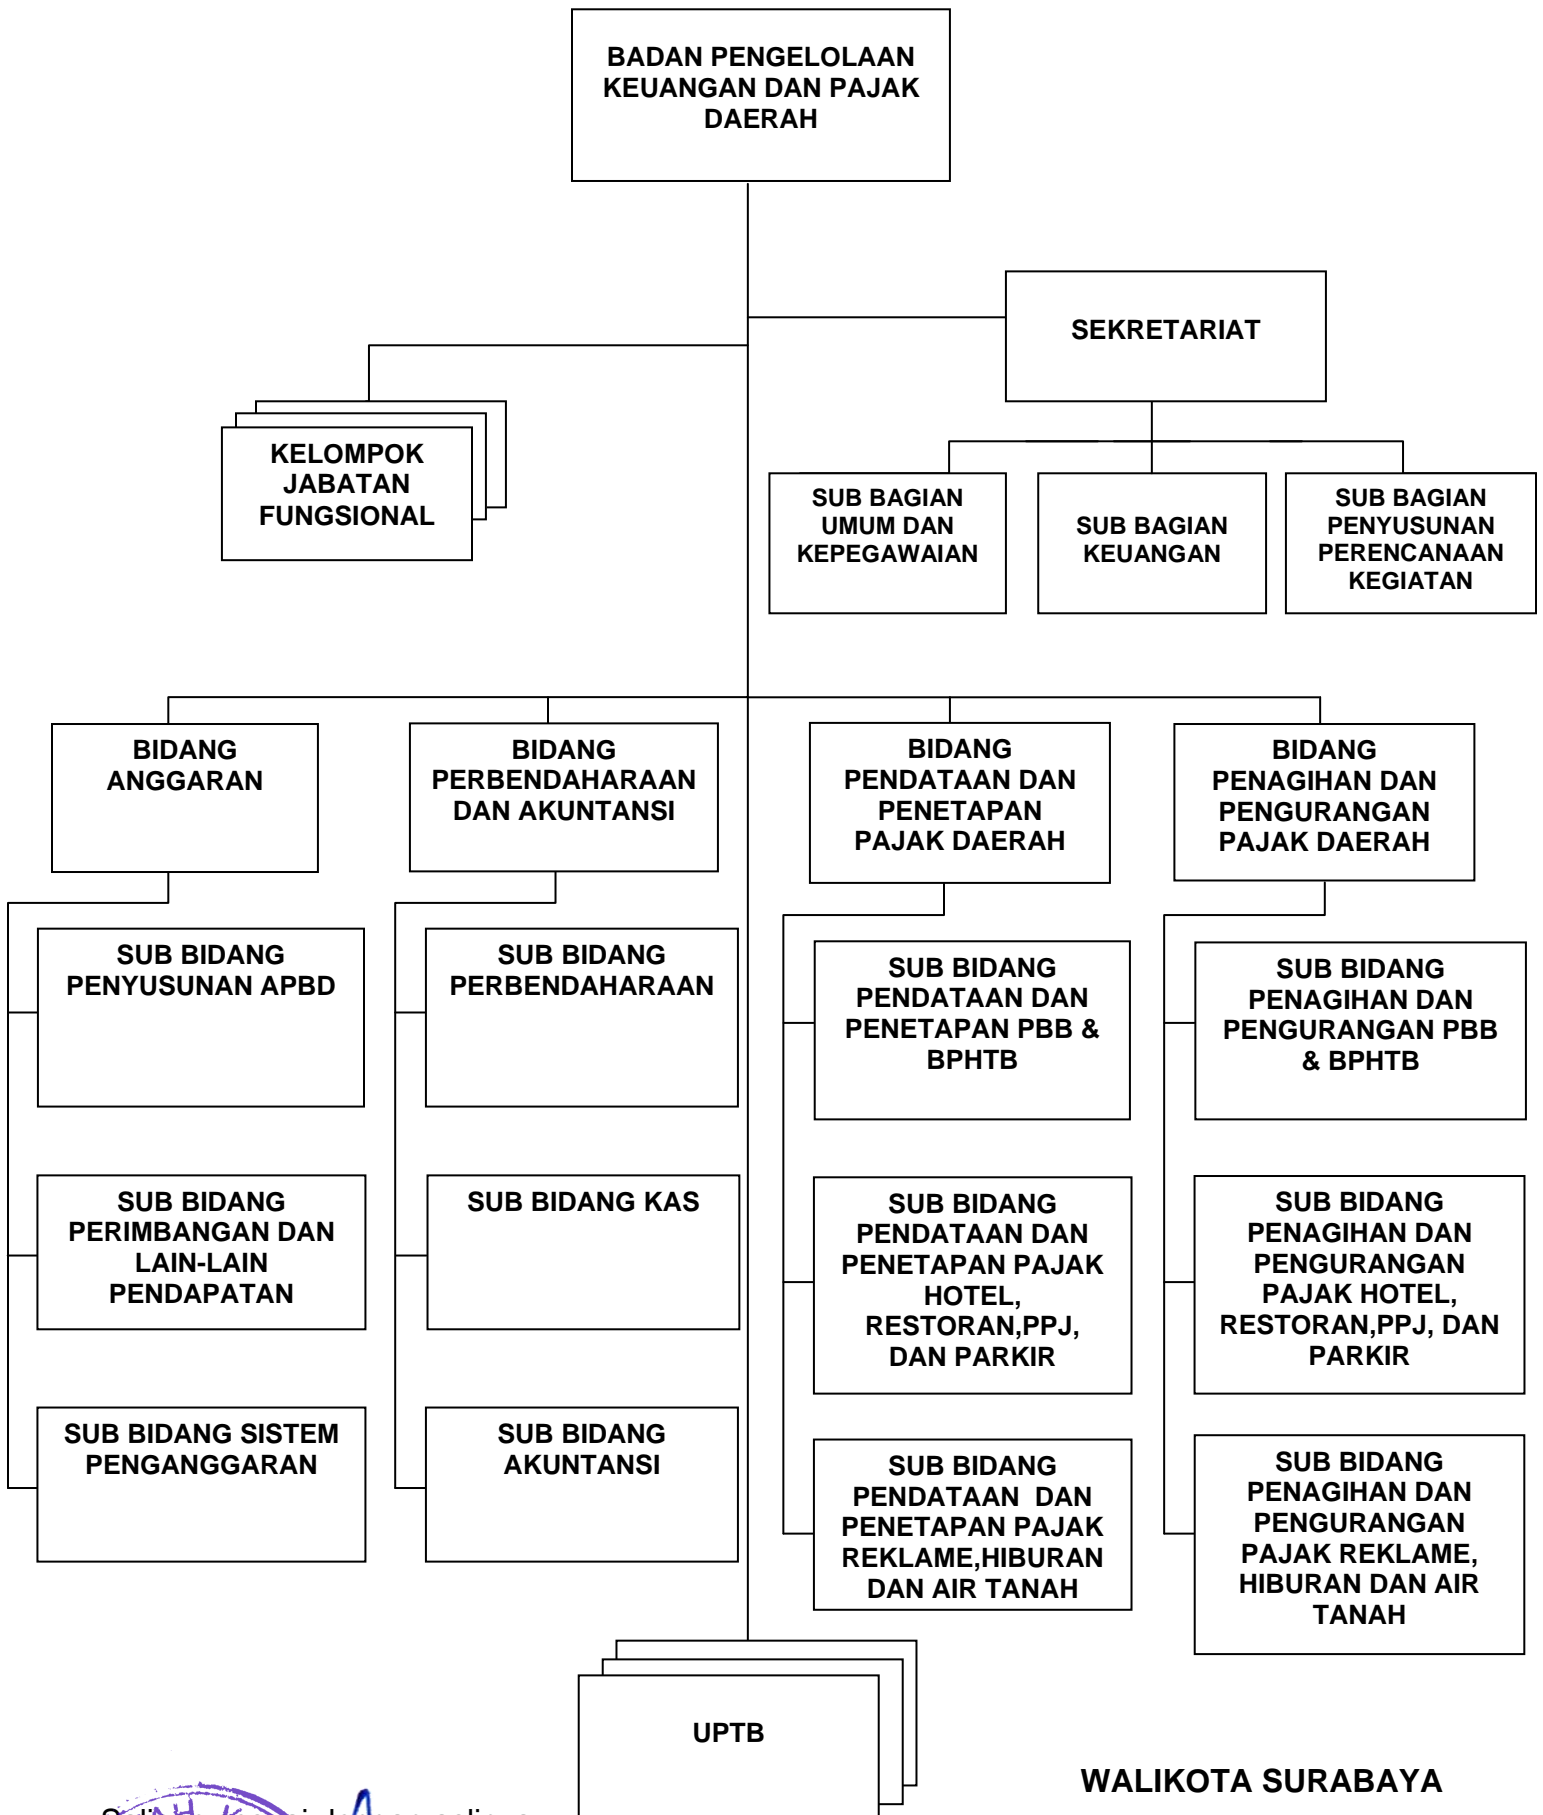 BADAN PENGELOLAAN
KEUANGAN DAN PAJAK
DAERAH
SEKRETARIAT
KELOMPOK
JABATAN
FUNGSIONAL
SUB BAGIAN
UMUM DAN
KEPEGAWAIAN
SUB BAGIAN
KEUANGAN
SUB BAGIAN
PENYUSUNAN
PERENCANAAN
KEGIATAN
BIDANG
ANGGARAN
BIDANG
PERBENDAHARAAN
DAN AKUNTANSI
BIDANG
PENDATAAN DAN
PENETAPAN
PAJAK DAERAH
BIDANG
PENAGIHAN DAN
PENGURANGAN
PAJAK DAERAH
SUB BIDANG
PENYUSUNAN APBD
SUB BIDANG
PERBENDAHARAAN
SUB BIDANG
PENDATAAN DAN
PENETAPAN PBB &
BPHTB
SUB BIDANG
PENAGIHAN DAN
PENGURANGAN PBB
& BPHTB
SUB BIDANG
PERIMBANGAN DAN
LAIN-LAIN
PENDAPATAN
SUB BIDANG KAS
SUB BIDANG
PENDATAAN DAN
PENETAPAN PAJAK
HOTEL,
RESTORAN,PPJ,
DAN PARKIR
SUB BIDANG
PENAGIHAN DAN
PENGURANGAN
PAJAK HOTEL,
RESTORAN,PPJ, DAN
PARKIR
SUB BIDANG SISTEM
PENGANGGARAN
SUB BIDANG
AKUNTANSI
SUB BIDANG
PENDATAAN  DAN
PENETAPAN PAJAK
REKLAME,HIBURAN
DAN AIR TANAH
SUB BIDANG
PENAGIHAN DAN
PENGURANGAN
PAJAK REKLAME,
HIBURAN DAN AIR
TANAH
UPTB
WALIKOTA SURABAYA